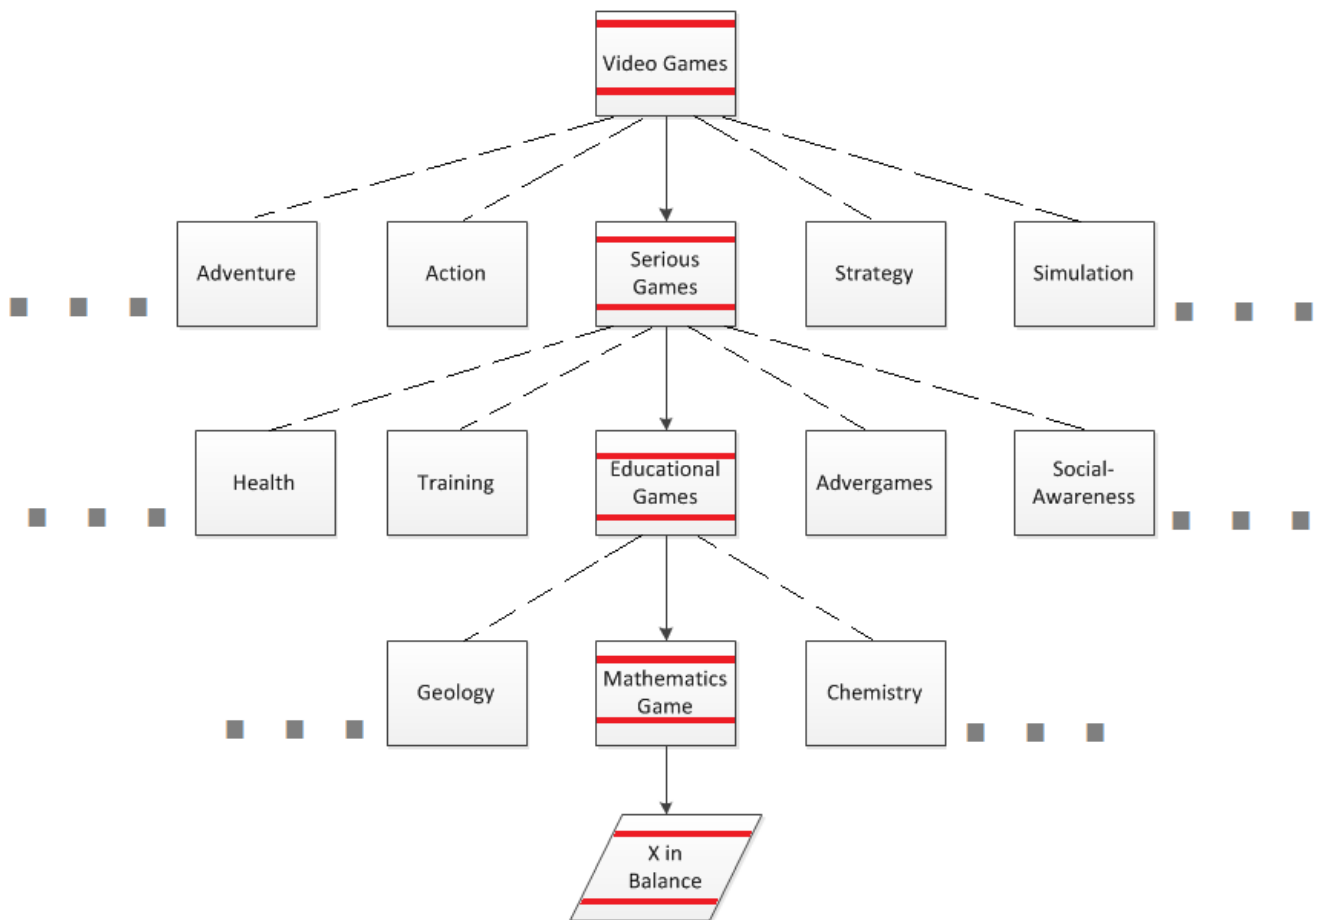 Video Games
Adventure
Action
Serious
Games
Strategy
Simulation
Health
Training
Educational
Games
Advergames
Social-
Awareness
Geology
Mathematics
Game
Chemistry
X in
Balance